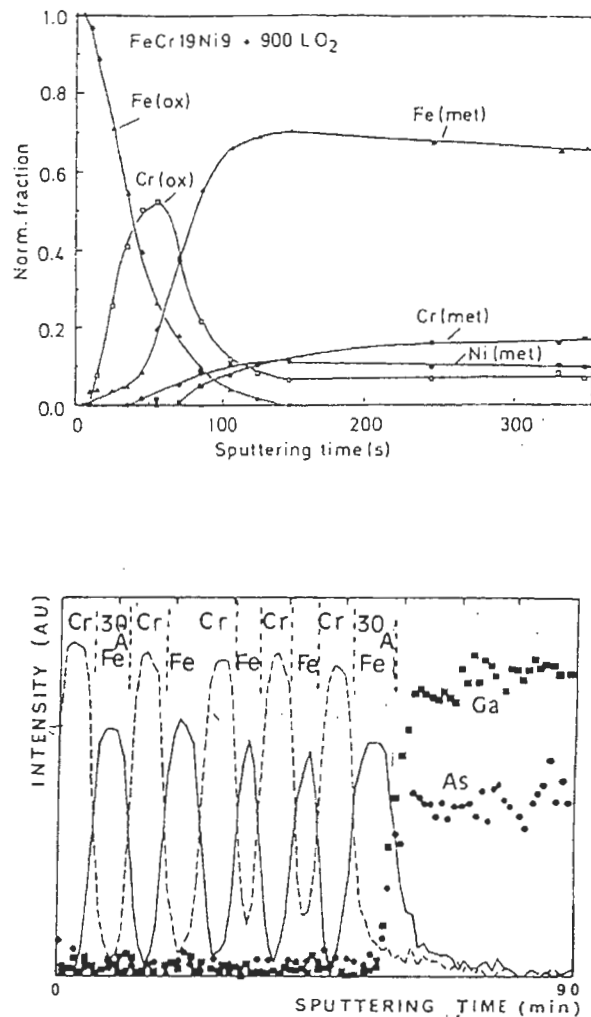 1.0
FeCr19Ni9 • 900 LO2
Fe(ox)
0.8
Fe(met)
0.6
Cr(ox)
Norm. fraction
0.4
Cr(met)
0.2
Ni(met)
0.0
0 100 200 300
Sputtering time(s)
Cr 30 Cr Cr Cr 30
A A
Fe Fe Fe Fe Fe
INTENSITY (AU)
Ga
As
0 90
SPUTTERING TIME (min)